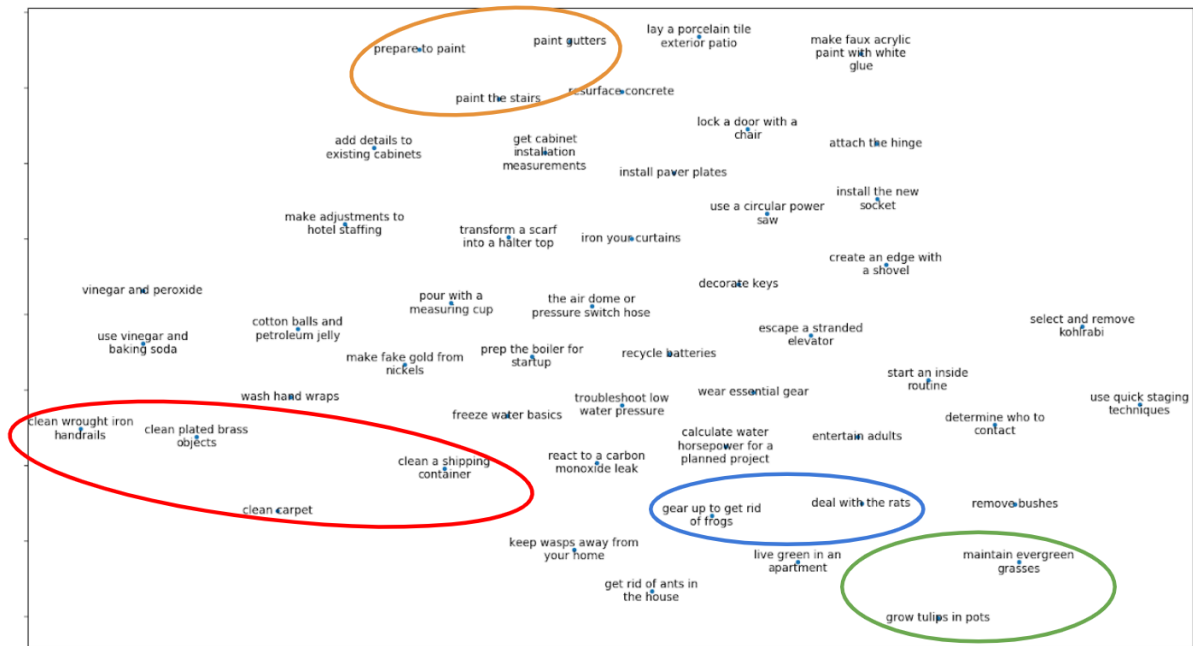 prepare to paint
paint gutters
lay a porcelain tile
exterior patio
make faux acrylic
paint with white
glue
paint the stairs
resurface concrete
lock a door with a
chair
attach the hinge
add details to
existing cabinets
get cabinet
installation
measurements
install paver plates
install the new
socket
use a circular power
saw
make adjustments to
hotel staffing
transform a scarf
into a halter top
iron your curtains
create an edge with
a shovel
vinegar and peroxide
decorate keys
pour with a
measuring cup
the air dome or
pressure switch hose
select and remove
kohlrabi
cotton balls and
petroleum jelly
use vinegar and
baking soda
escape a stranded
elevator
make fake gold from
nickels
prep the boiler for
startup
recycle batteries
start an inside
routine
wash hand wraps
wear essential gear
use quick staging
techniques
troubleshoot low
water pressure
freeze water basics
determine who to
contact
clean wrought iron
handrails
clean plated brass
objects
calculate water
horsepower for a
planned project
entertain adults
clean a shipping
container
react to a carbon
monoxide leak
clean carpet
gear up to get rid
of frogs
deal with the rats
remove bushes
keep wasps away from
your home
live green in an
apartment
maintain evergreen
grasses
get rid of ants in
the house
grow tulips in pots